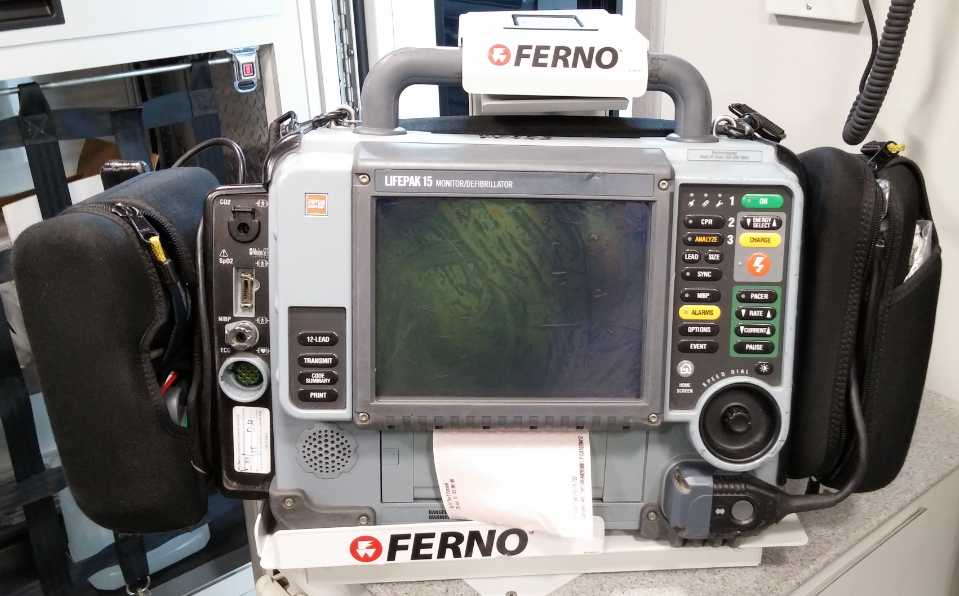 FERNO
LIFEPAK 15 MONITOR/DEFIBRILLATOR
CO2
SpO2
NIBP
ECG
12-LEAD
TRANSMIT
CODE
SUMMARY
PRINT
1 ON
CPR 2 ENERGY
SELECT
ANALYZE 3 CHARGE
LEAD SIZE
SYNC
NIBP PACER
ALARMS RATE
OPTIONS CURRENT
EVENT PAUSE
HOME
SCREEN
SPEED DIAL
DANGER
WARNING
FERNO